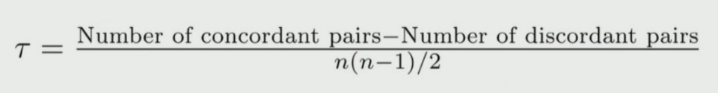 τ = Number of concordant pairs−Number of discordant pairs
n(n−1)/2